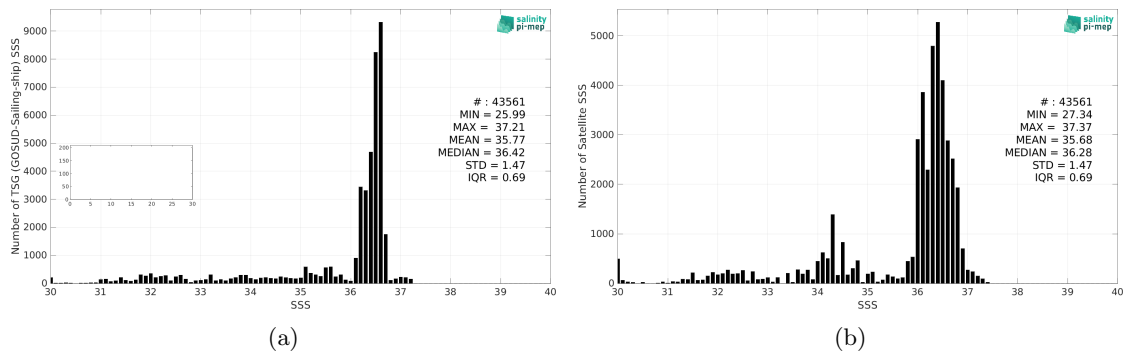 salinity
pi-mep
Number of TSG (GOSUD-Sailing-ship) SSS
9000
8000
7000
6000
5000
4000
3000
2000
1000
0
# : 43561
MIN = 25.99
MAX = 37.21
MEAN = 35.77
MEDIAN = 36.42
STD = 1.47
IQR = 0.69
200
150
100
50
0
0 5 10 15 20 25 30
30 31 32 33 34 35 36 37 38 39 40
SSS
(a)
salinity
pi-mep
Number of Satellite SSS
5000
4000
3000
2000
1000
0
# : 43561
MIN = 27.34
MAX = 37.37
MEAN = 35.68
MEDIAN = 36.28
STD = 1.47
IQR = 0.69
30 31 32 33 34 35 36 37 38 39 40
SSS
(b)